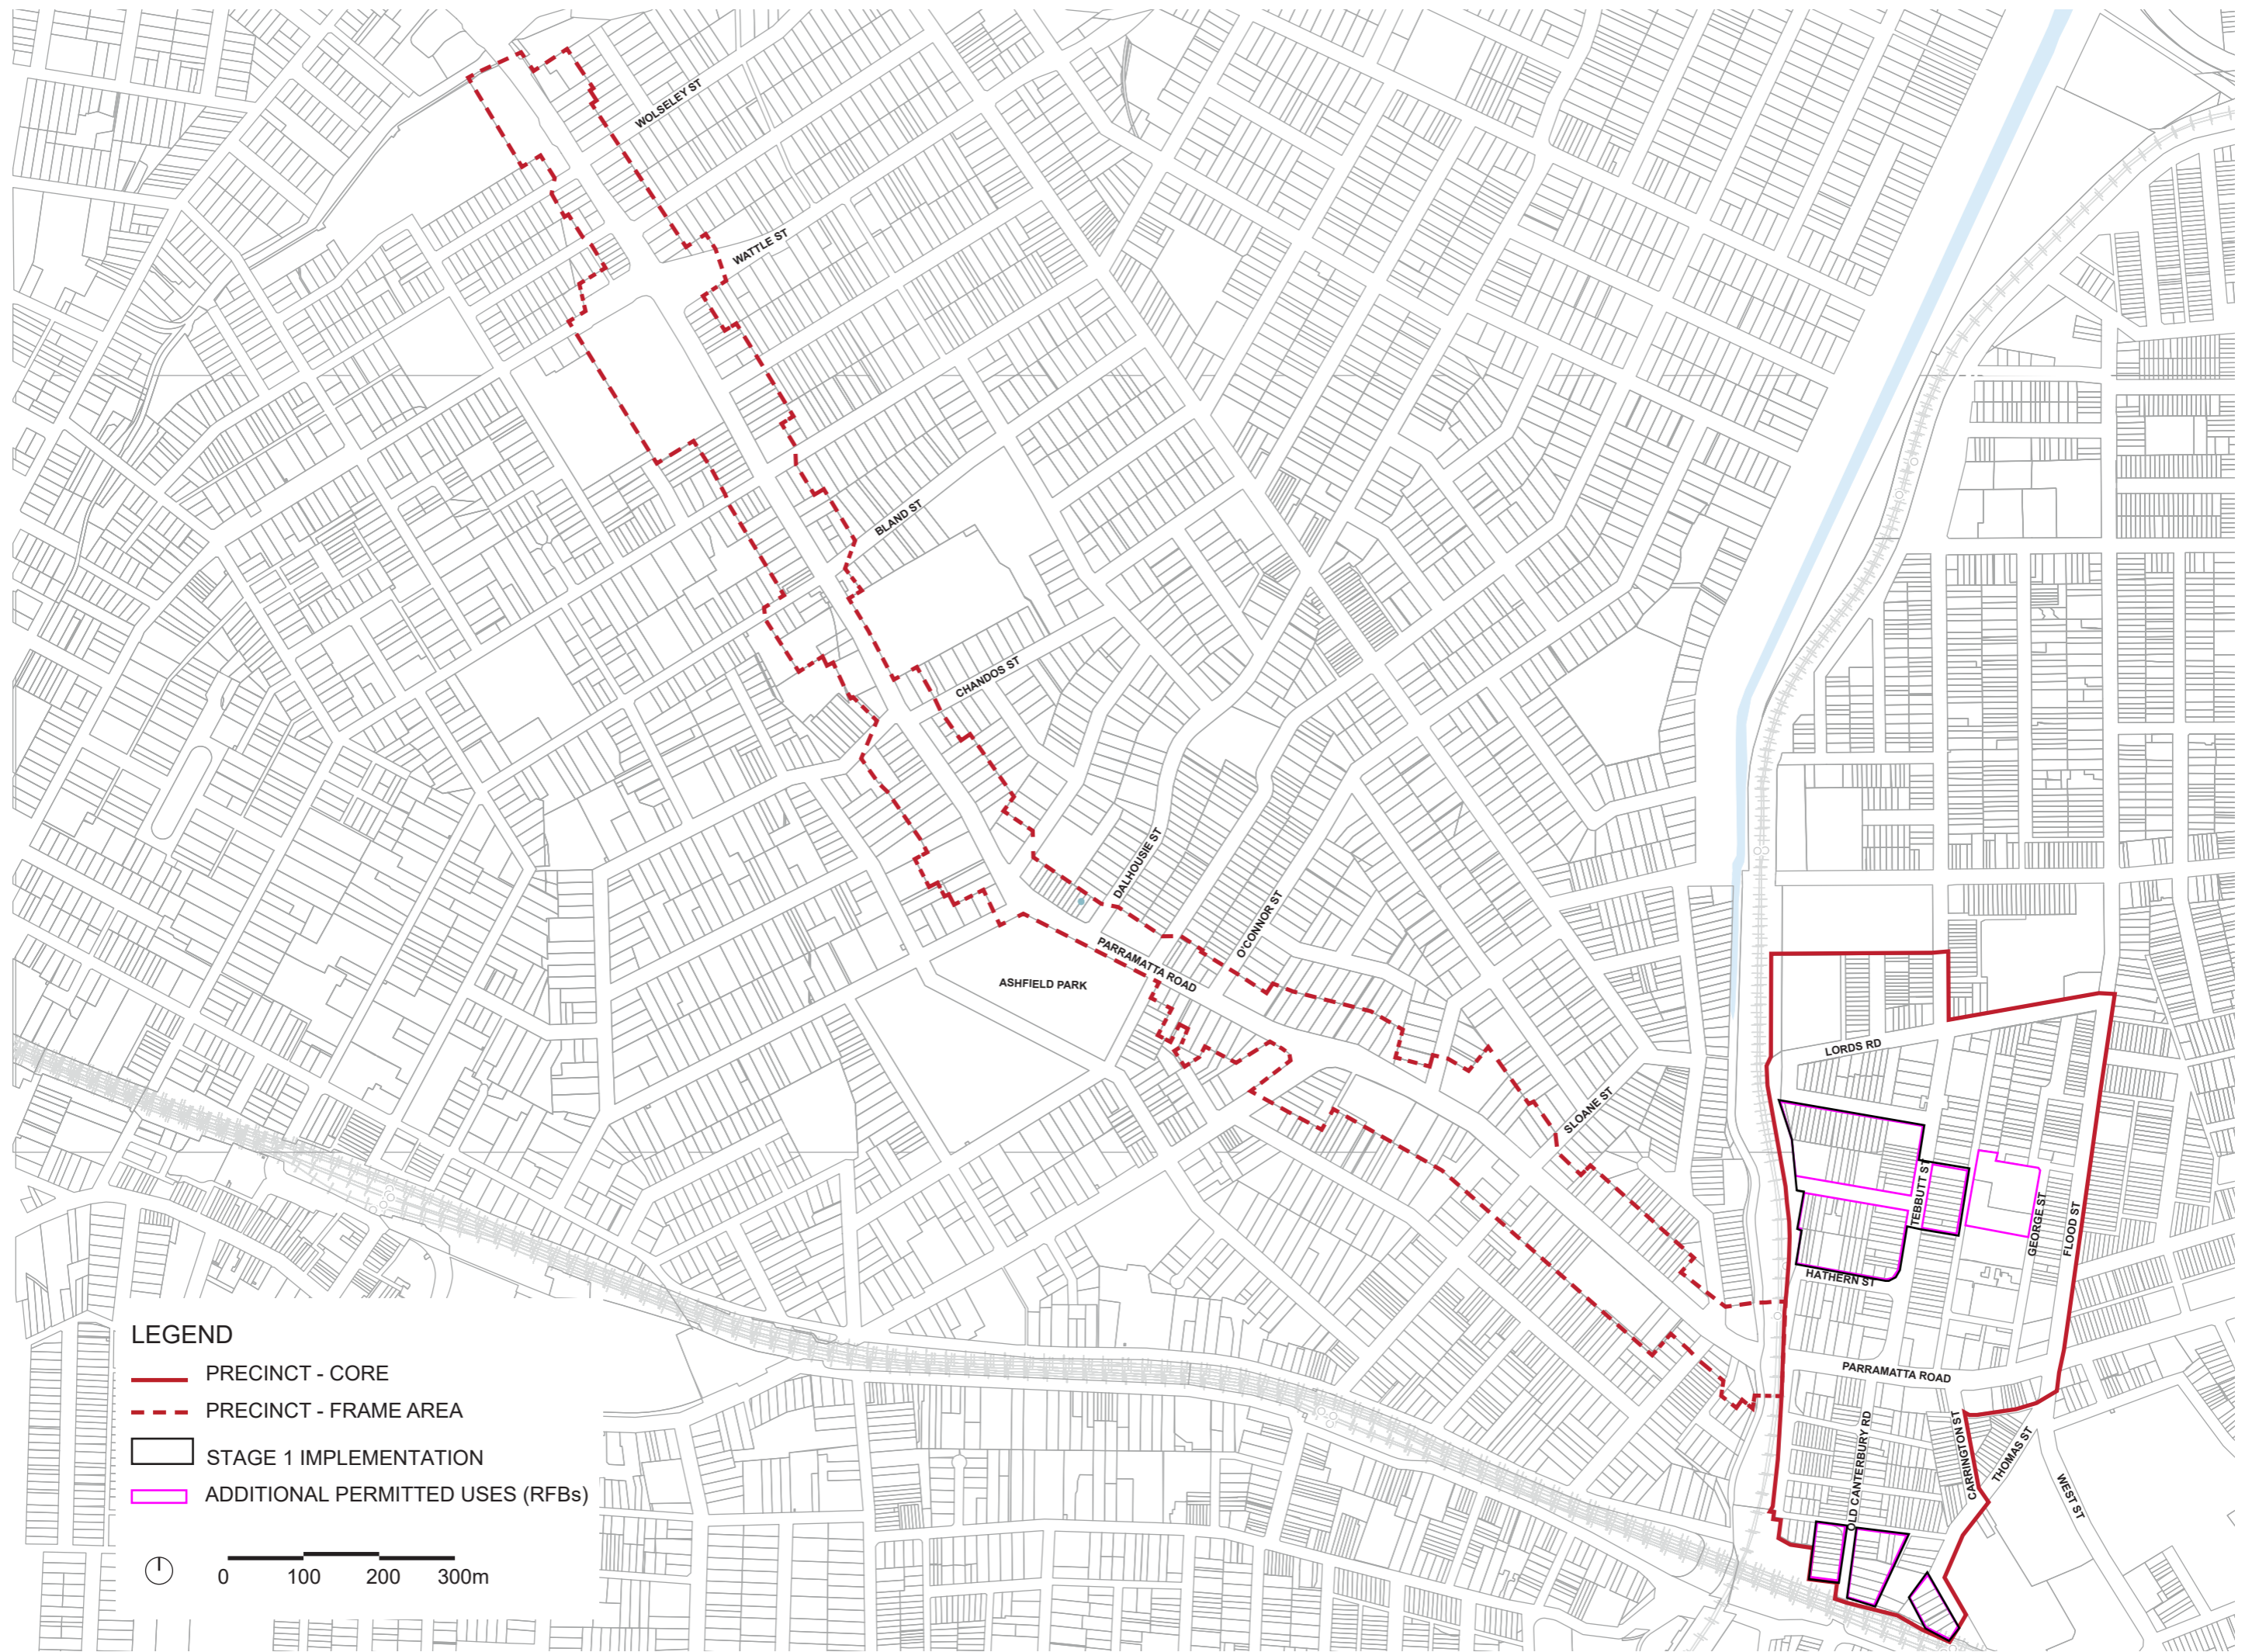 WOLSELEY ST
WATTLE ST
BLAND ST
CHANDOS ST
DALHOUSIE ST
O'CONNOR ST
PARRAMATTA ROAD
ASHFIELD PARK
SLOANE ST
LORDS RD
TEBBUTT ST
GEORGE ST
FLOOD ST
HATHERN ST
PARRAMATTA ROAD
OLD CANTERBURY RD
CARRINGTON ST
THOMAS ST
WEST ST
LEGEND
PRECINCT - CORE
PRECINCT - FRAME AREA
STAGE 1 IMPLEMENTATION
ADDITIONAL PERMITTED USES (RFBs)
0 100 200 300m